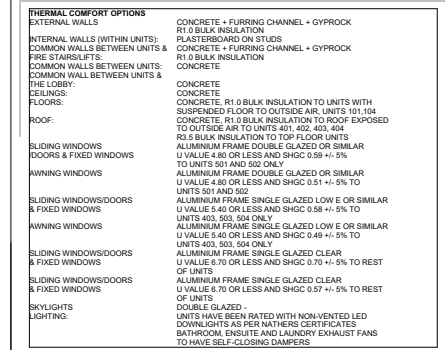 THERMAL COMFORT OPTIONS
EXTERNAL WALLS CONCRETE + FURRING CHANNEL + GYPROCK
R1.0 BULK INSULATION
INTERNAL WALLS (WITHIN UNITS): PLASTERBOARD ON STUDS
COMMON WALLS BETWEEN UNITS & CONCRETE + FURRING CHANNEL + GYPROCK
FIRE STAIRS/LIFTS: R1.0 BULK INSULATION
COMMON WALLS BETWEEN UNITS: CONCRETE
COMMON WALL BETWEEN UNITS &
THE LOBBY: CONCRETE
CEILINGS: CONCRETE
FLOORS: CONCRETE, R1.0 BULK INSULATION TO UNITS WITH
SUSPENDED FLOOR TO OUTSIDE AIR, UNITS 101,104
ROOF: CONCRETE, R1.0 BULK INSULATION TO ROOF EXPOSED
TO OUTSIDE AIR TO UNITS 401, 402, 403, 404
R3.5 BULK INSULATION TO TOP FLOOR UNITS
SLIDING WINDOWS ALUMINIUM FRAME DOUBLE GLAZED OR SIMILAR
/DOORS & FIXED WINDOWS U VALUE 4.80 OR LESS AND SHGC 0.59 +/- 5%
TO UNITS 501 AND 502 ONLY
AWNING WINDOWS ALUMINIUM FRAME DOUBLE GLAZED OR SIMILAR
U VALUE 4.80 OR LESS AND SHGC 0.51 +/- 5% TO
UNITS 501 AND 502
SLIDING WINDOWS/DOORS ALUMINIUM FRAME SINGLE GLAZED LOW E OR SIMILAR
& FIXED WINDOWS U VALUE 5.40 OR LESS AND SHGC 0.58 +/- 5% TO
UNITS 403, 503, 504 ONLY
AWNING WINDOWS ALUMINIUM FRAME SINGLE GLAZED LOW E OR SIMILAR
U VALUE 5.40 OR LESS AND SHGC 0.49 +/- 5% TO
UNITS 403, 503, 504 ONLY
SLIDING WINDOWS/DOORS ALUMINIUM FRAME SINGLE GLAZED CLEAR
& FIXED WINDOWS U VALUE 6.70 OR LESS AND SHGC 0.70 +/- 5% TO REST
OF UNITS
SLIDING WINDOWS/DOORS ALUMINIUM FRAME SINGLE GLAZED CLEAR
& FIXED WINDOWS U VALUE 6.70 OR LESS AND SHGC 0.57 +/- 5% TO REST
OF UNITS
SKYLIGHTS DOUBLE GLAZED -
LIGHTING: UNITS HAVE BEEN RATED WITH NON-VENTED LED
DOWNLIGHTS AS PER NATHERS CERTIFICATES
BATHROOM, ENSUITE AND LAUNDRY EXHAUST FANS
TO HAVE SELF-CLOSING DAMPERS